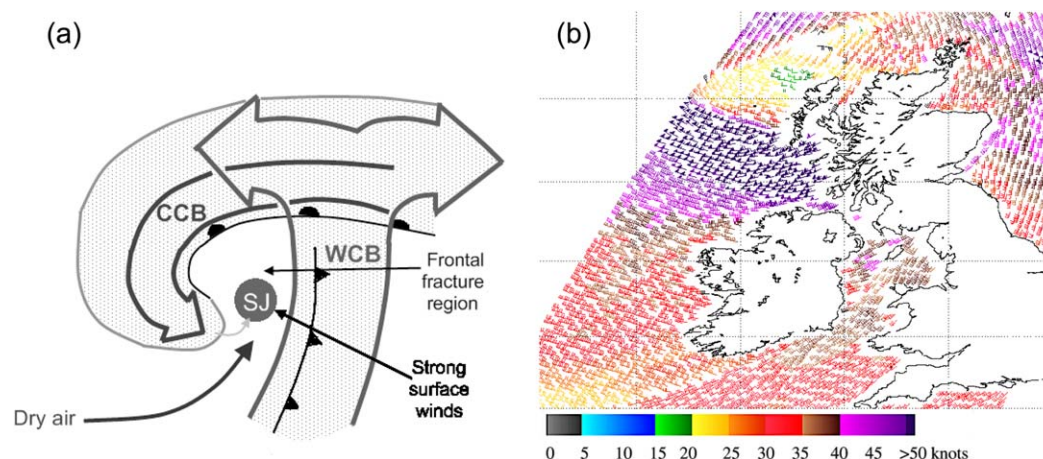 (a)
(b)
CCB
WCB
Frontal
fracture
region
SJ
Strong
surface
winds
Dry air
0 5 10 15 20 25 30 35 40 45 >50 knots